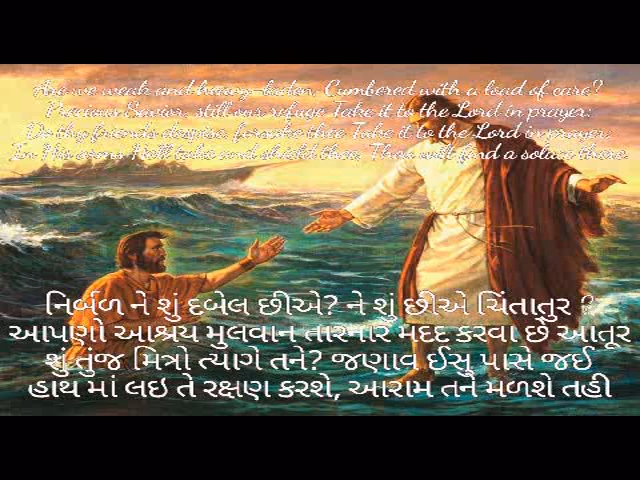 Are we weak and heavy-laden, Cumbered with a load of care?
Precious Savior, still our refuge Take it to the Lord in prayer;
Do thy friends despise, forsake thee Take it to the Lord in prayer
In His arms He'll take and shield thee, Thou wilt find a solace there
નિર્બળ ને શું દબેલ છીએ? ને શું છીએ ચિંતાતુર ?
આપણો આશ્રય મુલવાન તારનાર મદદ કરવા છે આતૂર
શું તુંજ મિત્રો ત્યાગે તને? જણાવ ઈસુ પાસે જઈ
હાથ માં લઇ તે રક્ષણ કરશે, આરામ તને મળશે તહી